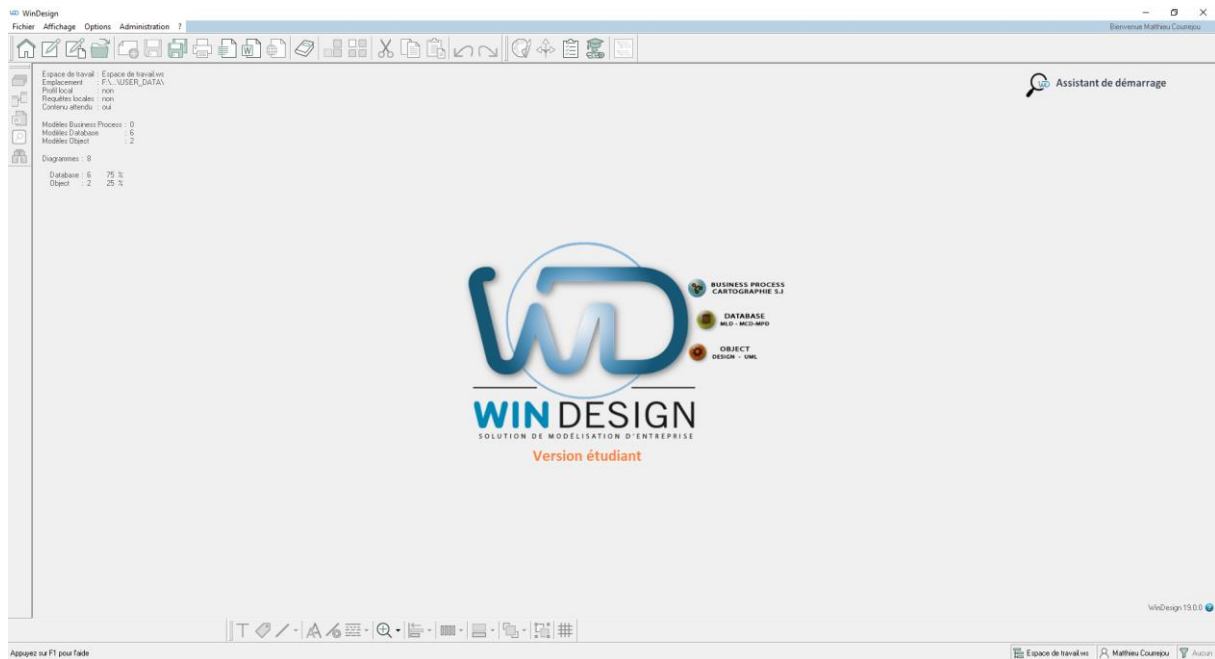 WinDesign
Fichier Affichage Options Administration ?
Bienvenue Matthieu Courrejou
Espace de travail : Espace de travail.ws
Emplacement : F:\...\USER_DATA\
Profil local : non
Requêtes locales : non
Contenu attendu : oui
Modèles Business Process : 0
Modèles Database : 6
Modèles Object : 2
Diagrammes : 8
Database : 6 75 %
Object : 2 25 %
Assistant de démarrage
BUSINESS PROCESS
CARTOGRAPHIE S.I
DATABASE
MLD - MCD-MPD
OBJECT
DESIGN - UML
WIN DESIGN
SOLUTION DE MODÉLISATION D'ENTREPRISE
Version étudiant
WinDesign 19.0.0
Appuyez sur F1 pour l'aide
Espace de travail.ws Matthieu Courrejou Aucun